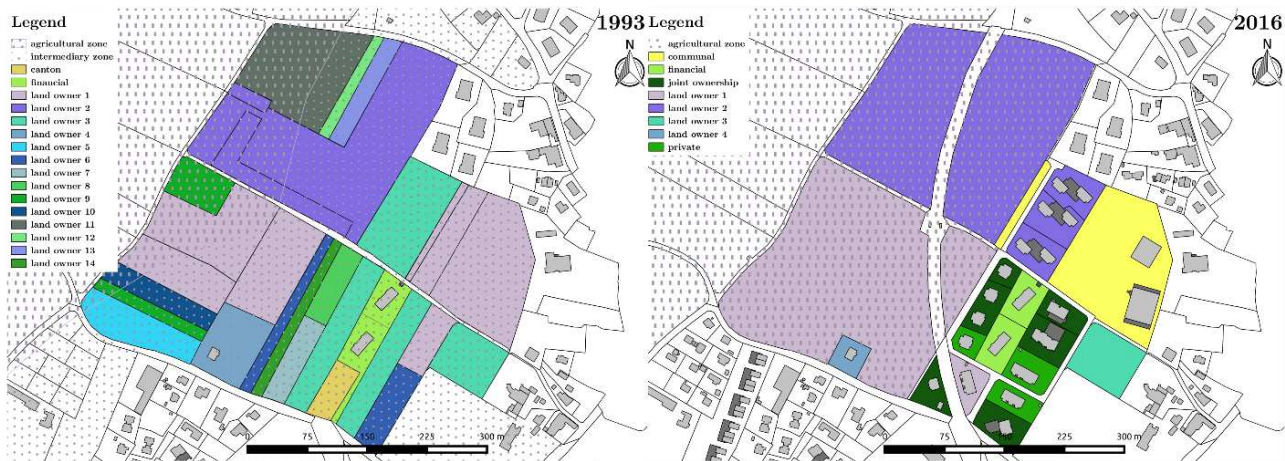 Legend
1993
agricultural zone
intermediary zone
canton
financial
land owner 1
land owner 2
land owner 3
land owner 4
land owner 5
land owner 6
land owner 7
land owner 8
land owner 9
land owner 10
land owner 11
land owner 12
land owner 13
land owner 14
N
0 75 150 225 300 m
Legend
2016
agricultural zone
communal
financial
joint ownership
land owner 1
land owner 2
land owner 3
land owner 4
private
N
0 75 150 225 300 m